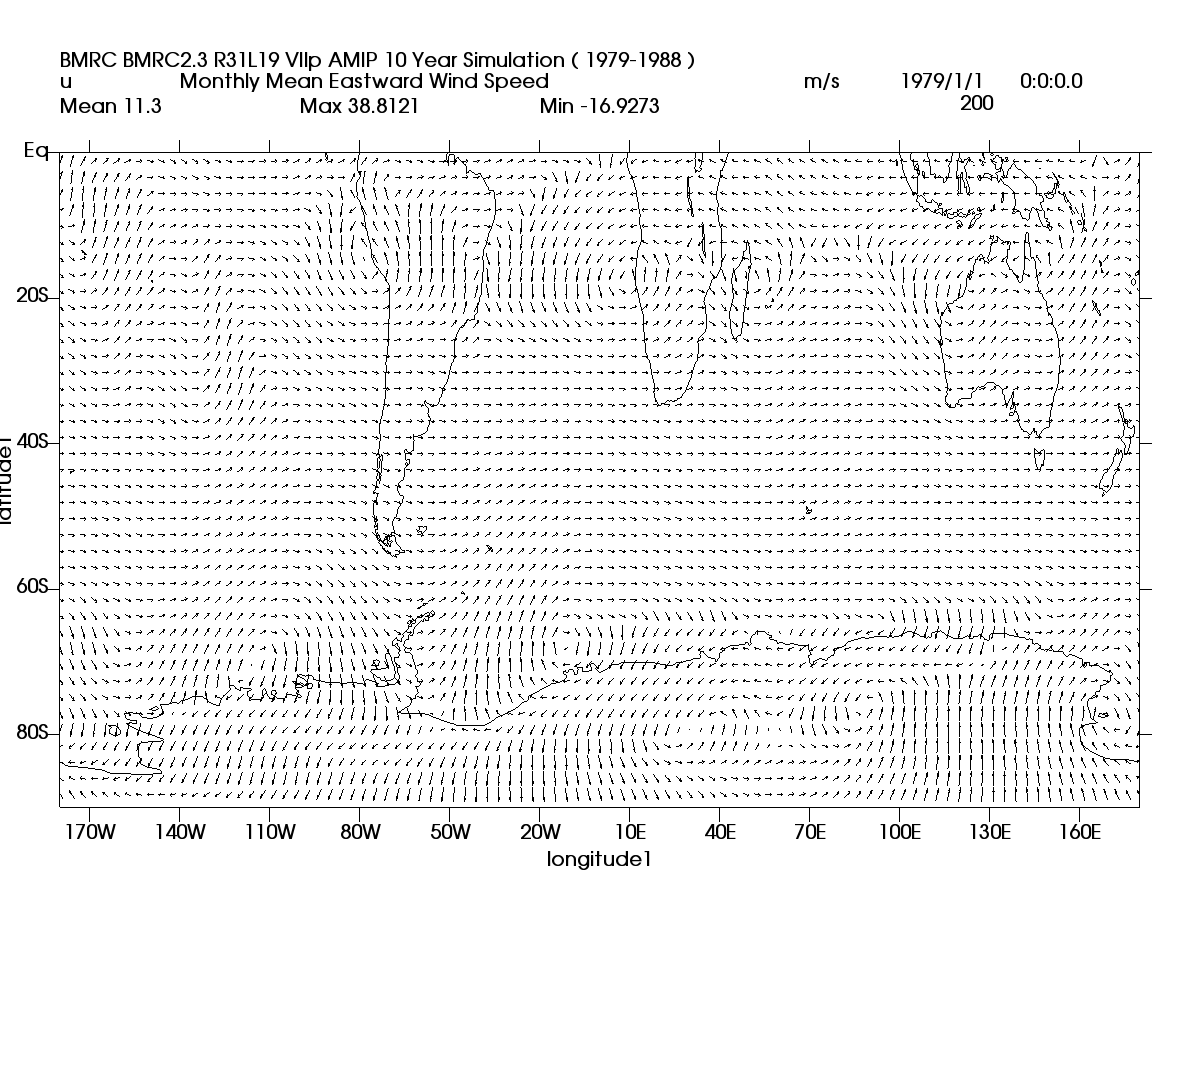 BMRC BMRC2.3 R31L19 VIIp AMIP 10 Year Simulation ( 1979-1988 )
u Monthly Mean Eastward Wind Speed m/s 1979/1/1 0:0:0.0
Mean 11.3 Max 38.8121 Min -16.9273 200
Eq
20S
40S
latitude1
60S
80S
170W 140W 110W 80W 50W 20W 10E 40E 70E 100E 130E 160E
longitude1